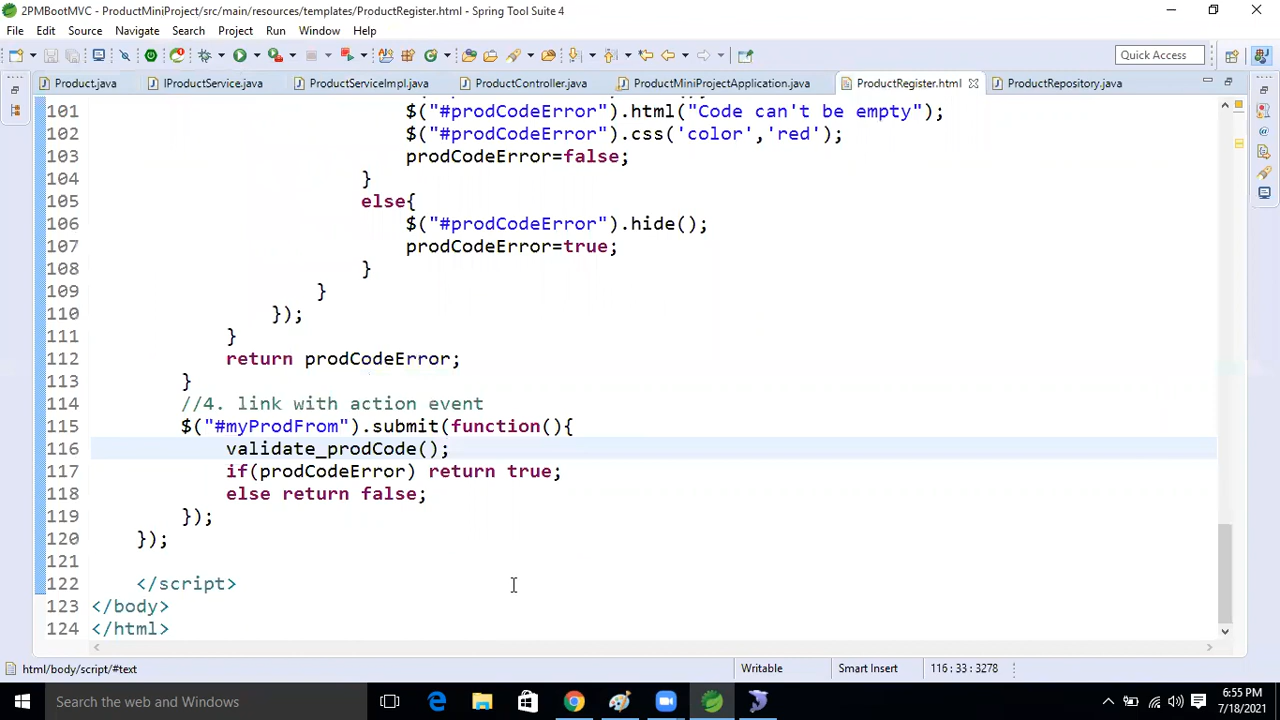 2PMBootMVC - ProductMiniProject/src/main/resources/templates/ProductRegister.html - Spring Tool Suite 4
File Edit Source Navigate Search Project Run Window Help
Quick Access
Product.java IProductService.java ProductServiceImpl.java ProductController.java ProductMiniProjectApplication.java ProductRegister.html ProductRepository.java
101 $("#prodCodeError").html("Code can't be empty");
102 $("#prodCodeError").css('color','red');
103 prodCodeError=false;
104 }
105 else{
106 $("#prodCodeError").hide();
107 prodCodeError=true;
108 }
109 }
110 });
111 }
112 return prodCodeError;
113 }
114 //4. link with action event
115 $("#myProdFrom").submit(function(){
116 validate_prodCode();
117 if(prodCodeError) return true;
118 else return false;
119 });
120 });
121
122 </script>
123 </body>
124 </html>
html/body/script/#text Writable Smart Insert 116 : 33 : 3278
Search the web and Windows
6:55 PM
7/18/2021